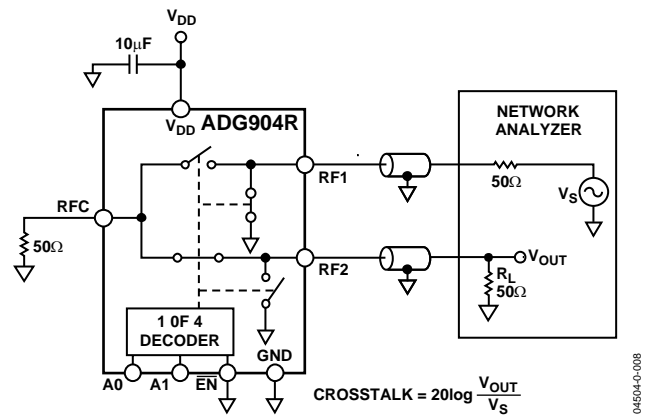 VDD
10μF
VDD
ADG904R
NETWORK
ANALYZER
RF1
50Ω
VS
RFC
50Ω
RF2
VOUT
RL
50Ω
1 0F 4
DECODER
GND
A0 A1 EN
CROSSTALK = 20log VOUT
VS
04504-0-008